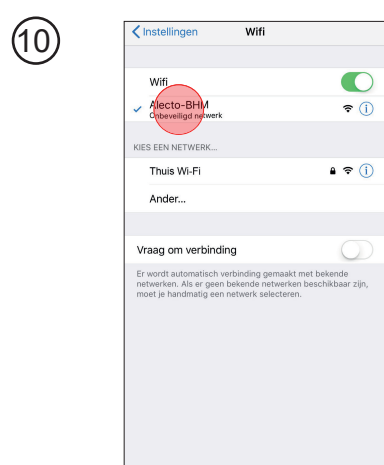 10
Instellingen Wifi
Wifi
Alecto-BHM
Onbeveiligd netwerk
KIES EEN NETWERK...
Thuis Wi-Fi
Ander...
Vraag om verbinding
Er wordt automatisch verbinding gemaakt met bekende
netwerken. Als er geen bekende netwerken beschikbaar zijn,
moet je handmatig een netwerk selecteren.